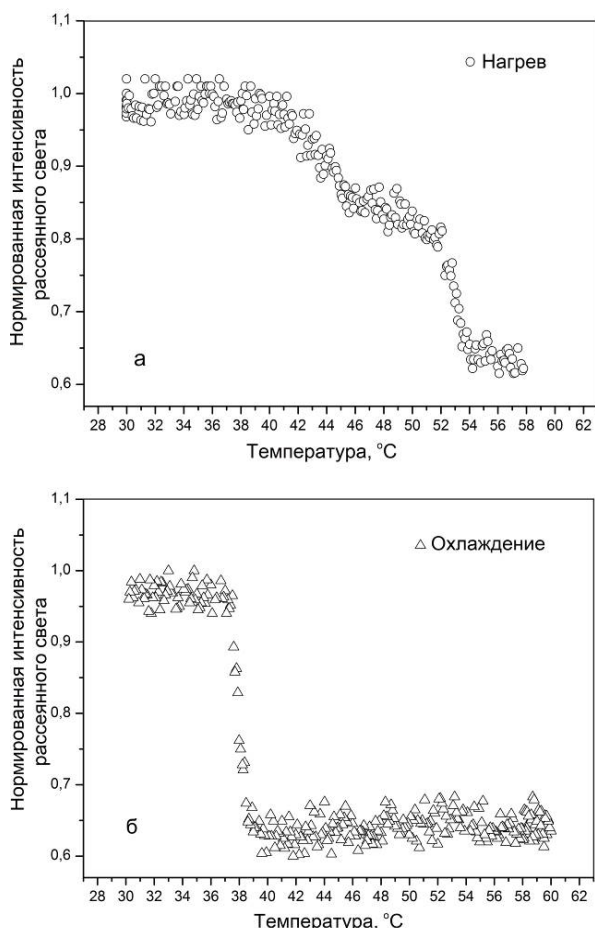 1,1
1,0
0,9
0,8
0,7
0,6
Нормированная интенсивность
рассеянного света
Нагрев
а
28 30 32 34 36 38 40 42 44 46 48 50 52 54 56 58 60 62
Температура, °C
1,1
1,0
0,9
0,8
0,7
0,6
Нормированная интенсивность
рассеянного света
Охлаждение
б
28 30 32 34 36 38 40 42 44 46 48 50 52 54 56 58 60 62
Температура, °C